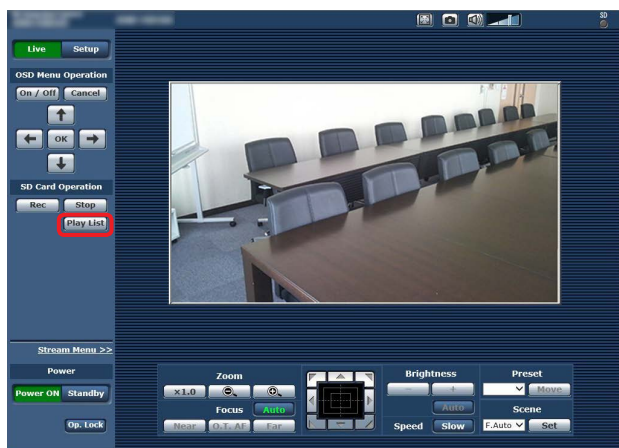 SD
Live Setup
OSD Menu Operation
On / Off Cancel
OK
SD Card Operation
Rec Stop
Play List
Stream Menu >>
Power
Power ON Standby
Op. Lock
Zoom
×1.0
Focus Auto
Near O.T. AF Far
Brightness
Auto
Speed Slow
Preset
Move
Scene
F.Auto Set